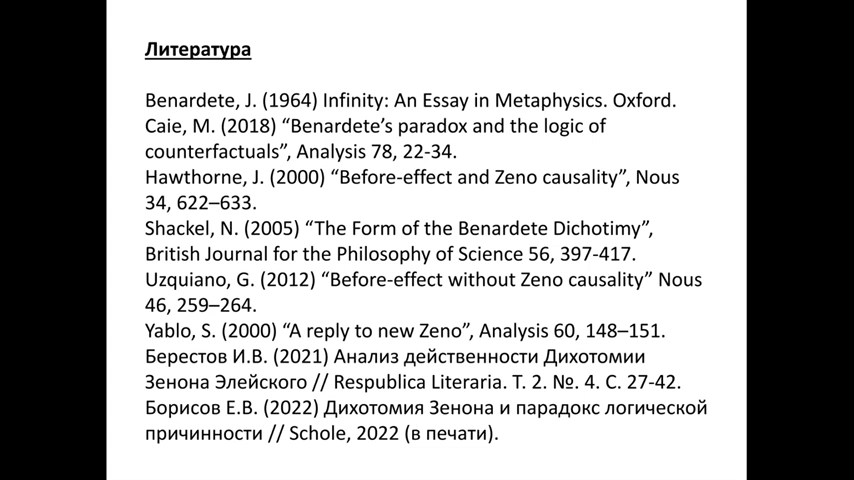 Литература
Benardete, J. (1964) Infinity: An Essay in Metaphysics. Oxford.
Caie, M. (2018) “Benardete’s paradox and the logic of
counterfactuals”, Analysis 78, 22-34.
Hawthorne, J. (2000) “Before-effect and Zeno causality”, Nous
34, 622–633.
Shackel, N. (2005) “The Form of the Benardete Dichotimy”,
British Journal for the Philosophy of Science 56, 397-417.
Uzquiano, G. (2012) “Before-effect without Zeno causality” Nous
46, 259–264.
Yablo, S. (2000) “A reply to new Zeno”, Analysis 60, 148–151.
Берестов И.В. (2021) Анализ действенности Дихотомии
Зенона Элейского // Respublica Literaria. Т. 2. №. 4. С. 27-42.
Борисов Е.В. (2022) Дихотомия Зенона и парадокс логической
причинности // Schole, 2022 (в печати).